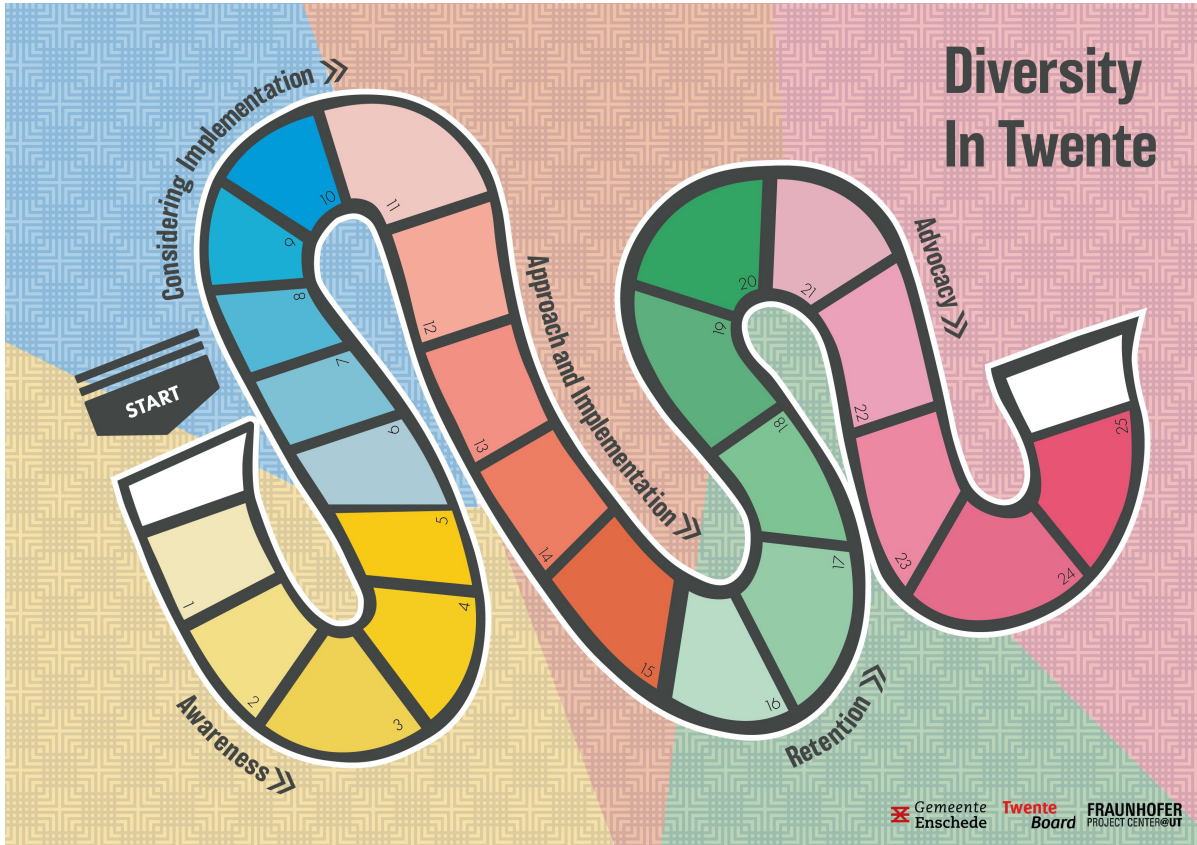 Diversity
In Twente
START
Awareness
1
2
3
4
5
Considering Implementation
6
7
8
9
10
Approach and Implementation
11
12
13
14
15
Retention
16
17
18
19
20
Advocacy
21
22
23
24
25
Gemeente
Enschede
Twente
Board
FRAUNHOFER
PROJECT CENTER@UT